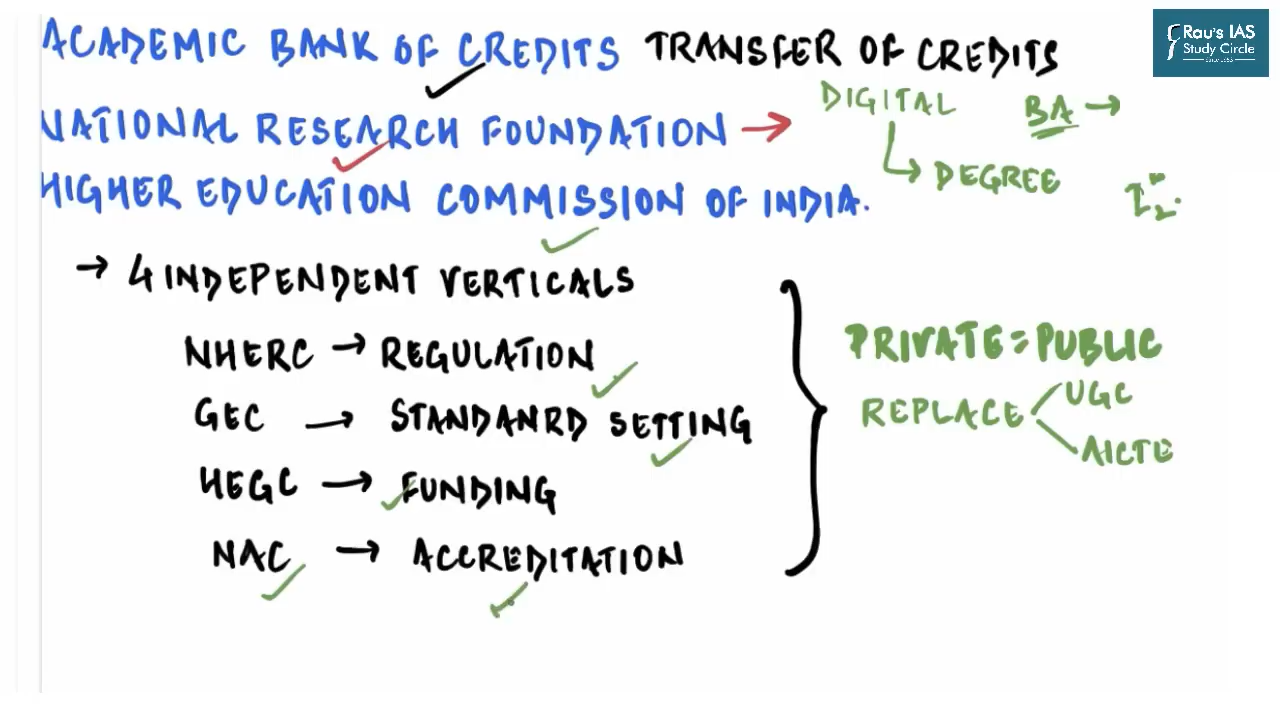 ACADEMIC BANK OF CREDITS TRANSFER OF CREDITS
Rau's IAS
Study Circle
DIGITAL BA →
NATIONAL RESEARCH FOUNDATION →
DEGREE
HIGHER EDUCATION COMMISSION OF INDIA.
→ 4 INDEPENDENT VERTICALS
NHERC → REGULATION
GEC → STANDANRD SETTING
HEGC → FUNDING
NAC → ACCREDITATION
PRIVATE = PUBLIC
REPLACE UGC
AICTE